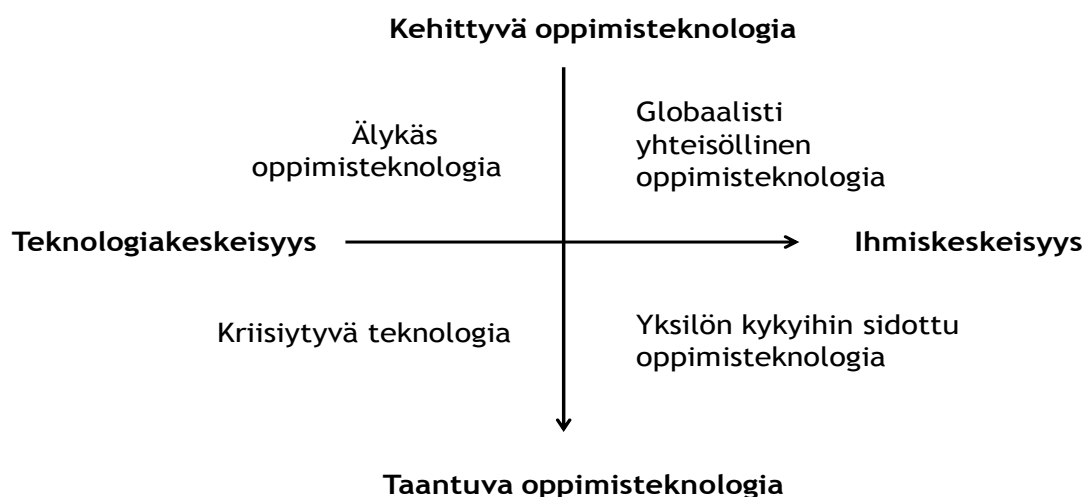 Kehittyvä oppimisteknologia
Älykäs
oppimisteknologia
Globaalisti
yhteisöllinen
oppimisteknologia
Teknologiakeskeisyys
Ihmiskeskeisyys
Kriisiytyvä teknologia
Yksilön kykyihin sidottu
oppimisteknologia
Taantuva oppimisteknologia